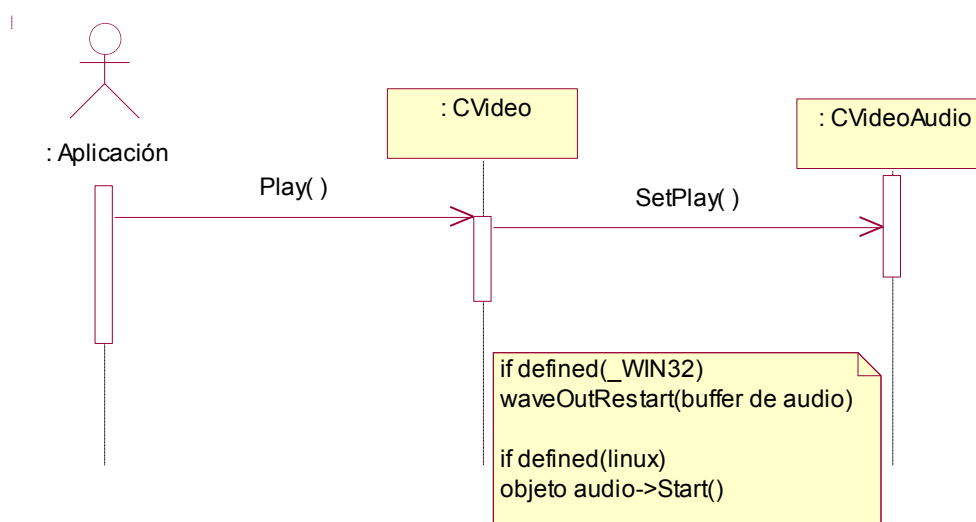 : Aplicación
: CVideo
: CVideoAudio
Play( )
SetPlay( )
if defined(_WIN32)
waveOutRestart(buffer de audio)
if defined(linux)
objeto audio->Start()